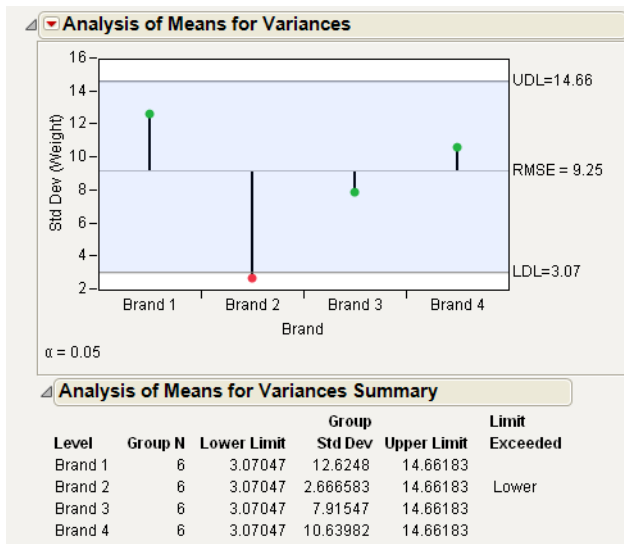 Analysis of Means for Variances
16
14
12
10
8
6
4
2
Std Dev (Weight)
UDL=14.66
RMSE = 9.25
LDL=3.07
Brand 1 Brand 2 Brand 3 Brand 4
Brand
α = 0.05
Analysis of Means for Variances Summary
Group Limit
Level Group N Lower Limit Std Dev Upper Limit Exceeded
Brand 1 6 3.07047 12.6248 14.66183
Brand 2 6 3.07047 2.666583 14.66183 Lower
Brand 3 6 3.07047 7.91547 14.66183
Brand 4 6 3.07047 10.63982 14.66183